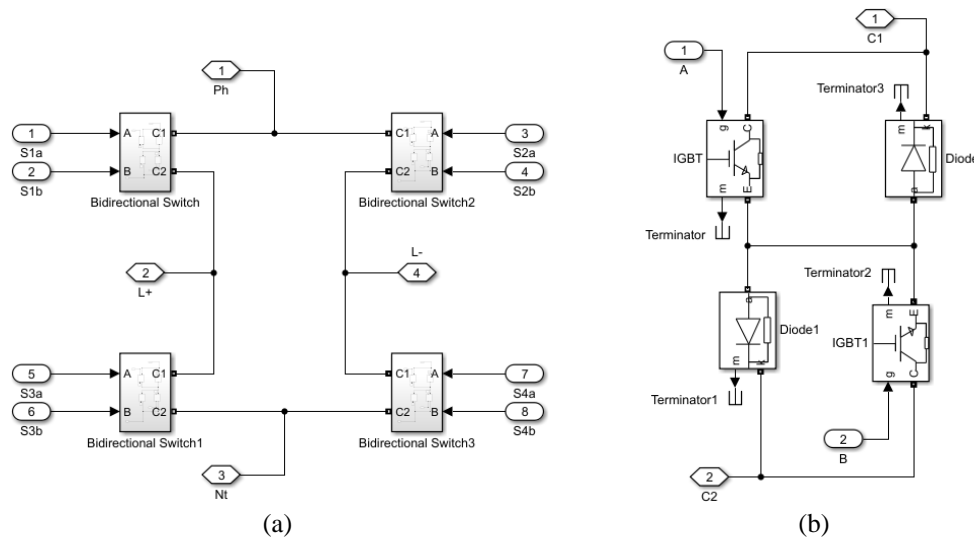 1
Ph
1
S1a
2
S1b
A
B
C1
C2
Bidirectional Switch
C1
C2
A
B
Bidirectional Switch2
3
S2a
4
S2b
2
L+
L-
4
5
S3a
6
S3b
A
B
C1
C2
Bidirectional Switch1
C1
C2
A
B
Bidirectional Switch3
7
S4a
8
S4b
3
Nt
(a)
1
C1
1
A
Terminator3
g
C
IGBT
m
E
Terminator
m
k
a
Diode
Terminator2
a
m
k
Diode1
Terminator1
m
E
IGBT1
g
C
2
B
2
C2
(b)